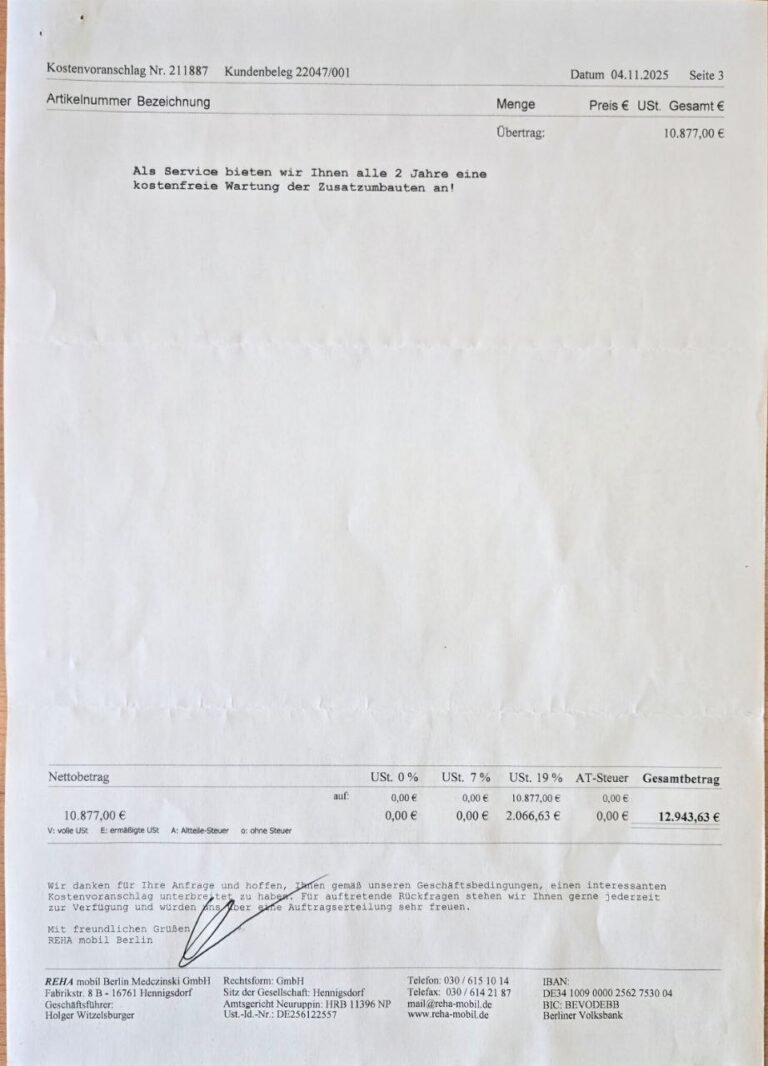 Kostenvoranschlag Nr. 211887 Kundenbeleg 22047/001 Datum 04.11.2025 Seite 3
Artikelnummer Bezeichnung Menge Preis € USt. Gesamt €
Übertrag: 10.877,00 €
Als Service bieten wir Ihnen alle 2 Jahre eine
kostenfreie Wartung der Zusatzumbauten an!
Nettobetrag USt. 0 % USt. 7 % USt. 19 % AT-Steuer Gesamtbetrag
auf: 0,00 € 0,00 € 10.877,00 € 0,00 €
10.877,00 € 0,00 € 0,00 € 2.066,63 € 0,00 € 12.943,63 €
V: volle USt E: ermäßigte USt A: Altteile-Steuer o: ohne Steuer
Wir danken für Ihre Anfrage und hoffen, Ihnen gemäß unseren Geschäftsbedingungen, einen interessanten
Kostenvoranschlag unterbreitet zu haben. Für auftretende Rückfragen stehen wir Ihnen gerne jederzeit
zur Verfügung und würden uns über eine Auftragserteilung sehr freuen.
Mit freundlichen Grüßen
REHA mobil Berlin
REHA mobil Berlin Medczinski GmbH Rechtsform: GmbH Telefon: 030 / 615 10 14 IBAN:
Fabrikstr. 8 B - 16761 Hennigsdorf Sitz der Gesellschaft: Hennigsdorf Telefax: 030 / 614 21 87 DE34 1009 0000 2562 7530 04
Geschäftsführer: Amtsgericht Neuruppin: HRB 11396 NP mail@reha-mobil.de BIC: BEVODEBB
Holger Witzelsburger Ust.-Id.-Nr.: DE256122557 www.reha-mobil.de Berliner Volksbank